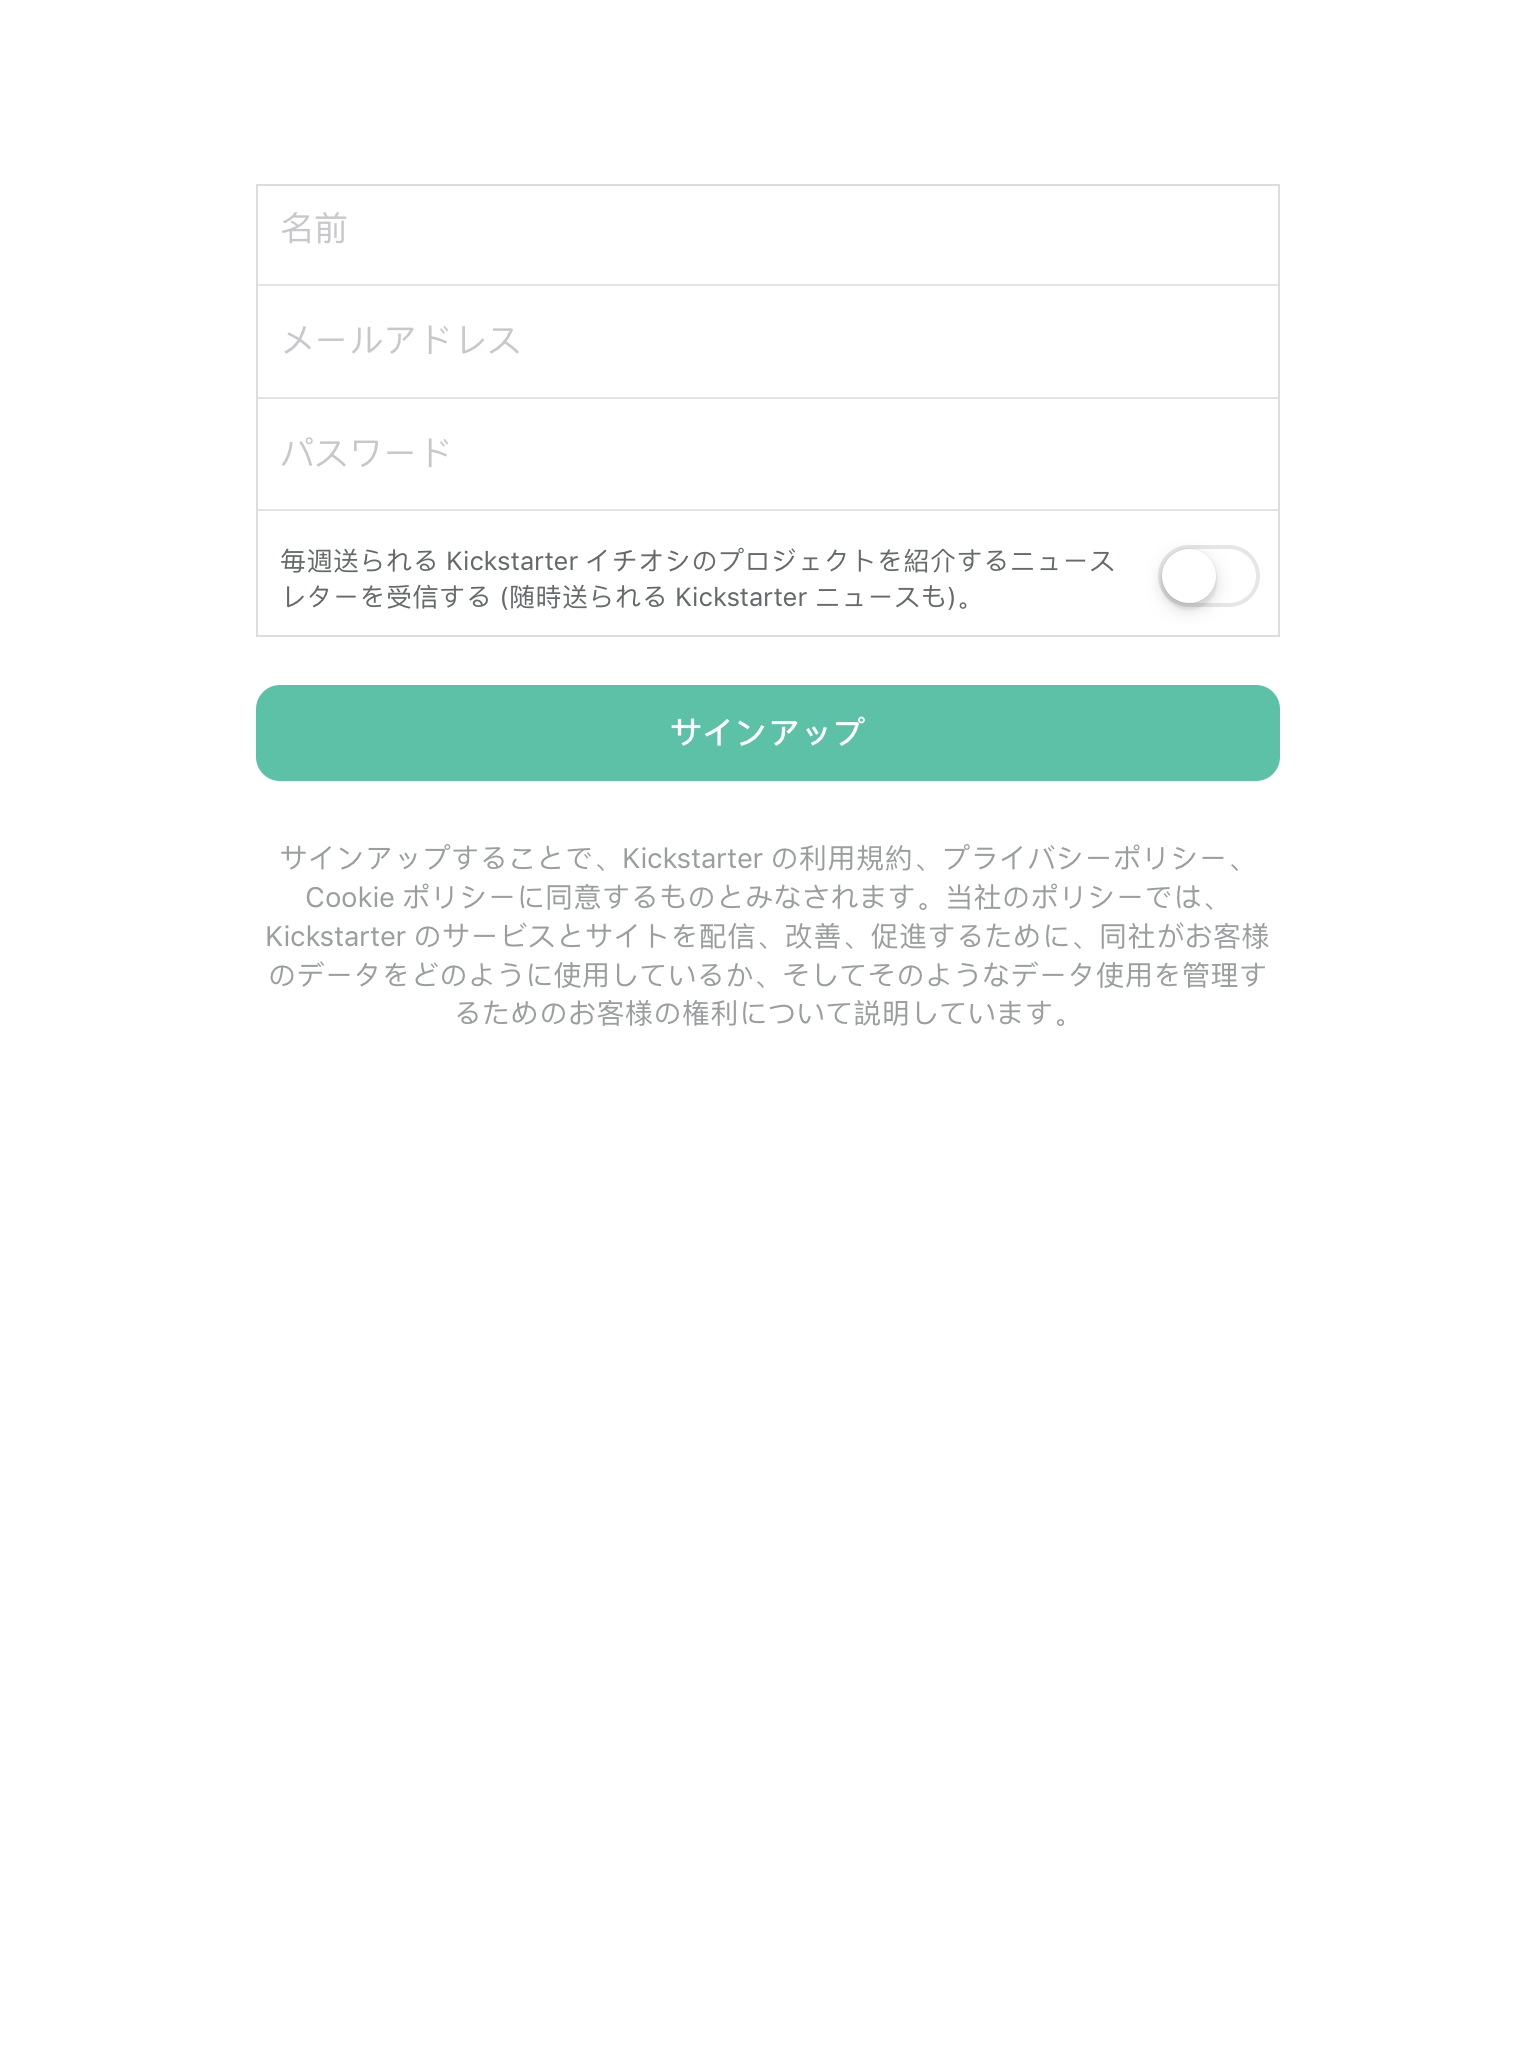 名前
メールアドレス
パスワード
毎週送られる Kickstarter イチオシのプロジェクトを紹介するニュース
レターを受信する (随時送られる Kickstarter ニュースも)。
サインアップ
サインアップすることで、Kickstarter の利用規約、プライバシーポリシー、
Cookie ポリシーに同意するものとみなされます。当社のポリシーでは、
Kickstarter のサービスとサイトを配信、改善、促進するために、同社がお客様
のデータをどのように使用しているか、そしてそのようなデータ使用を管理す
るためのお客様の権利について説明しています。